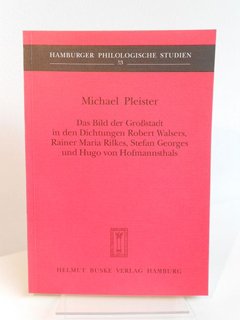 HAMBURGER PHILOLOGISCHE STUDIEN
55
Michael Pleister
Das Bild der Großstadt
in den Dichtungen Robert Walsers,
Rainer Maria Rilkes, Stefan Georges
und Hugo von Hofmannsthals
HELMUT BUSKE VERLAG HAMBURG